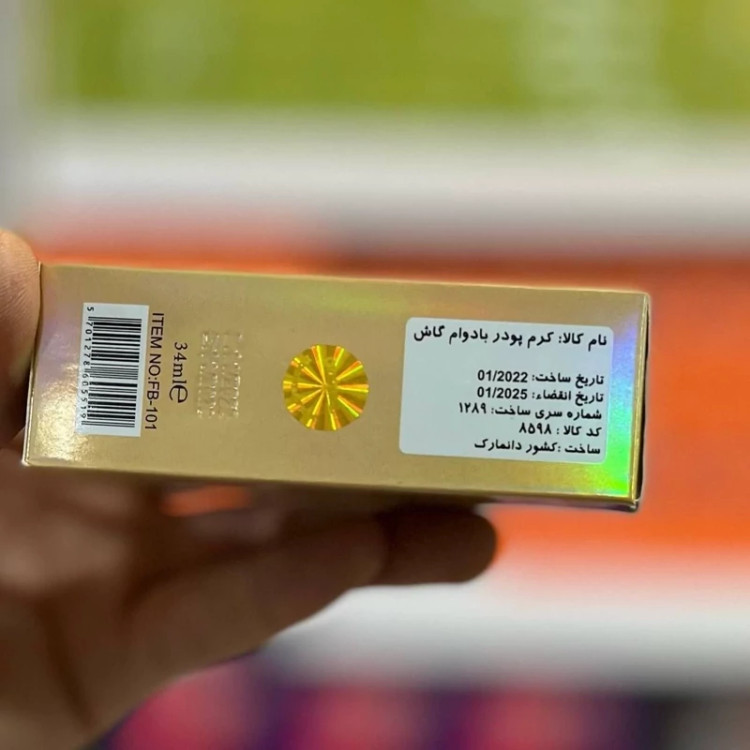 نام کالا: کرم پودر بادوام گاش
تاریخ ساخت: 01/2022
تاریخ انقضاء: 01/2025
شماره سری ساخت: ۱۲۸۹
کد کالا : ۸۵۹۸
ساخت :کشور دانمارک
34ml℮
ITEM NO:FB-101